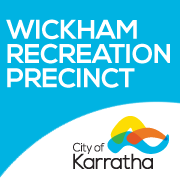 WICKHAM
RECREATION
PRECINCT
City of
Karratha